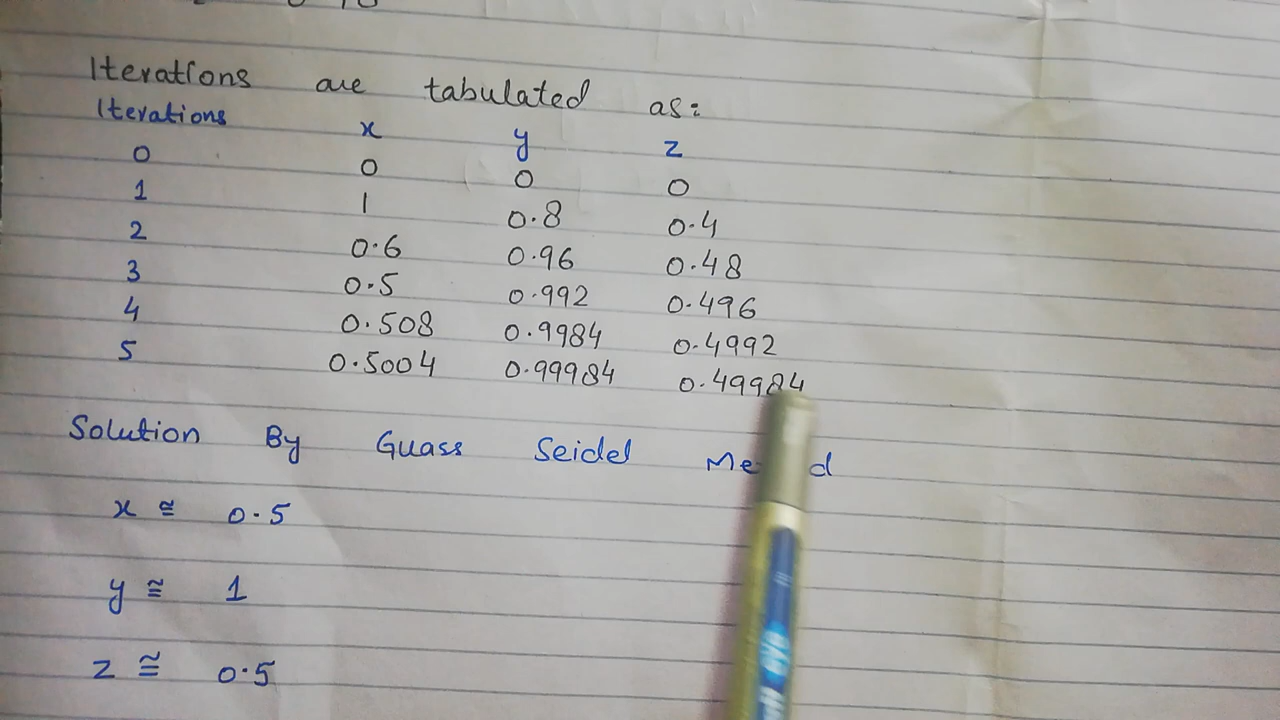 Iterations are tabulated as:
Iterations x y z
0 0 0 0
1 1 0.8 0.4
2 0.6 0.96 0.48
3 0.5 0.992 0.496
4 0.508 0.9984 0.4992
5 0.5004 0.99984 0.49984
Solution By Guass Seidel Me d
x ≅ 0.5
y ≅ 1
z ≅ 0.5